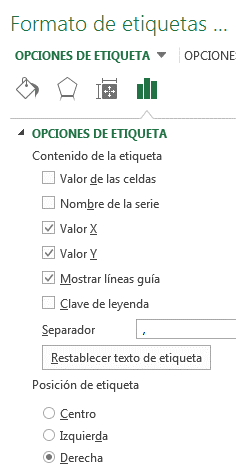 Formato de etiquetas ...
OPCIONES DE ETIQUETA OPCIONES
OPCIONES DE ETIQUETA
Contenido de la etiqueta
Valor de las celdas
Nombre de la serie
Valor X
Valor Y
Mostrar líneas guía
Clave de leyenda
Separador ,
Restablecer texto de etiqueta
Posición de etiqueta
Centro
Izquierda
Derecha